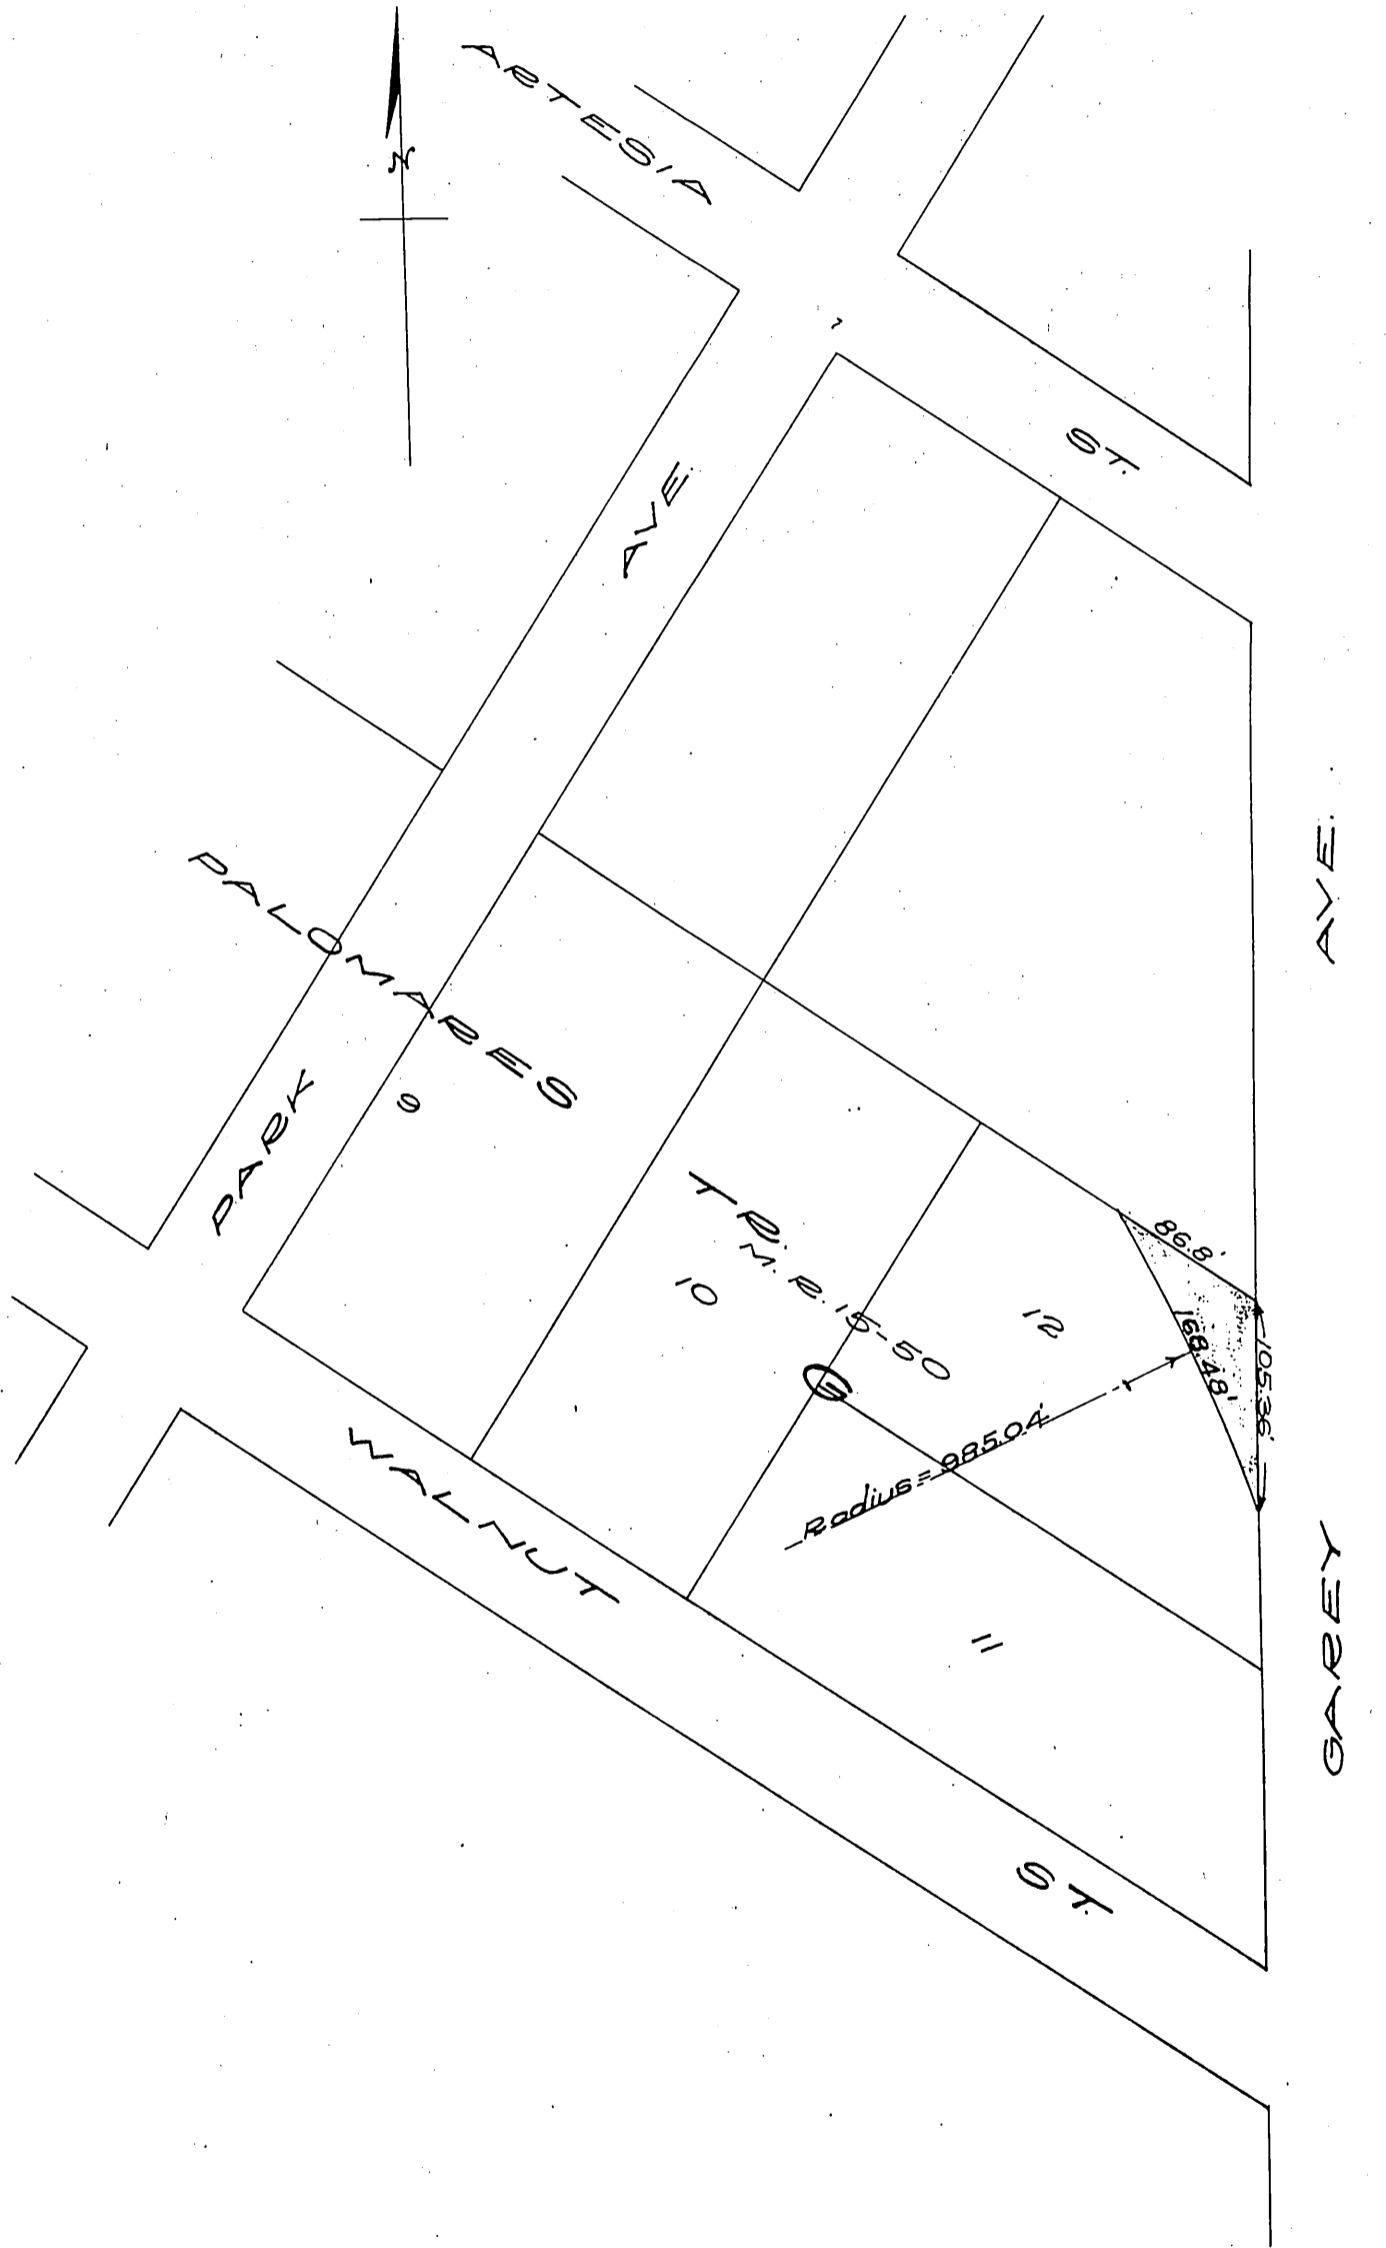 N
ARTESIA
ST.
PARK
AVE.
PALOMARES
TR.
M. R. 15-50
9
10
12
11
G
86.8'
168.48'
105.36'
Radius = 985.04'
WALNUT
ST.
GAREY
AVE.